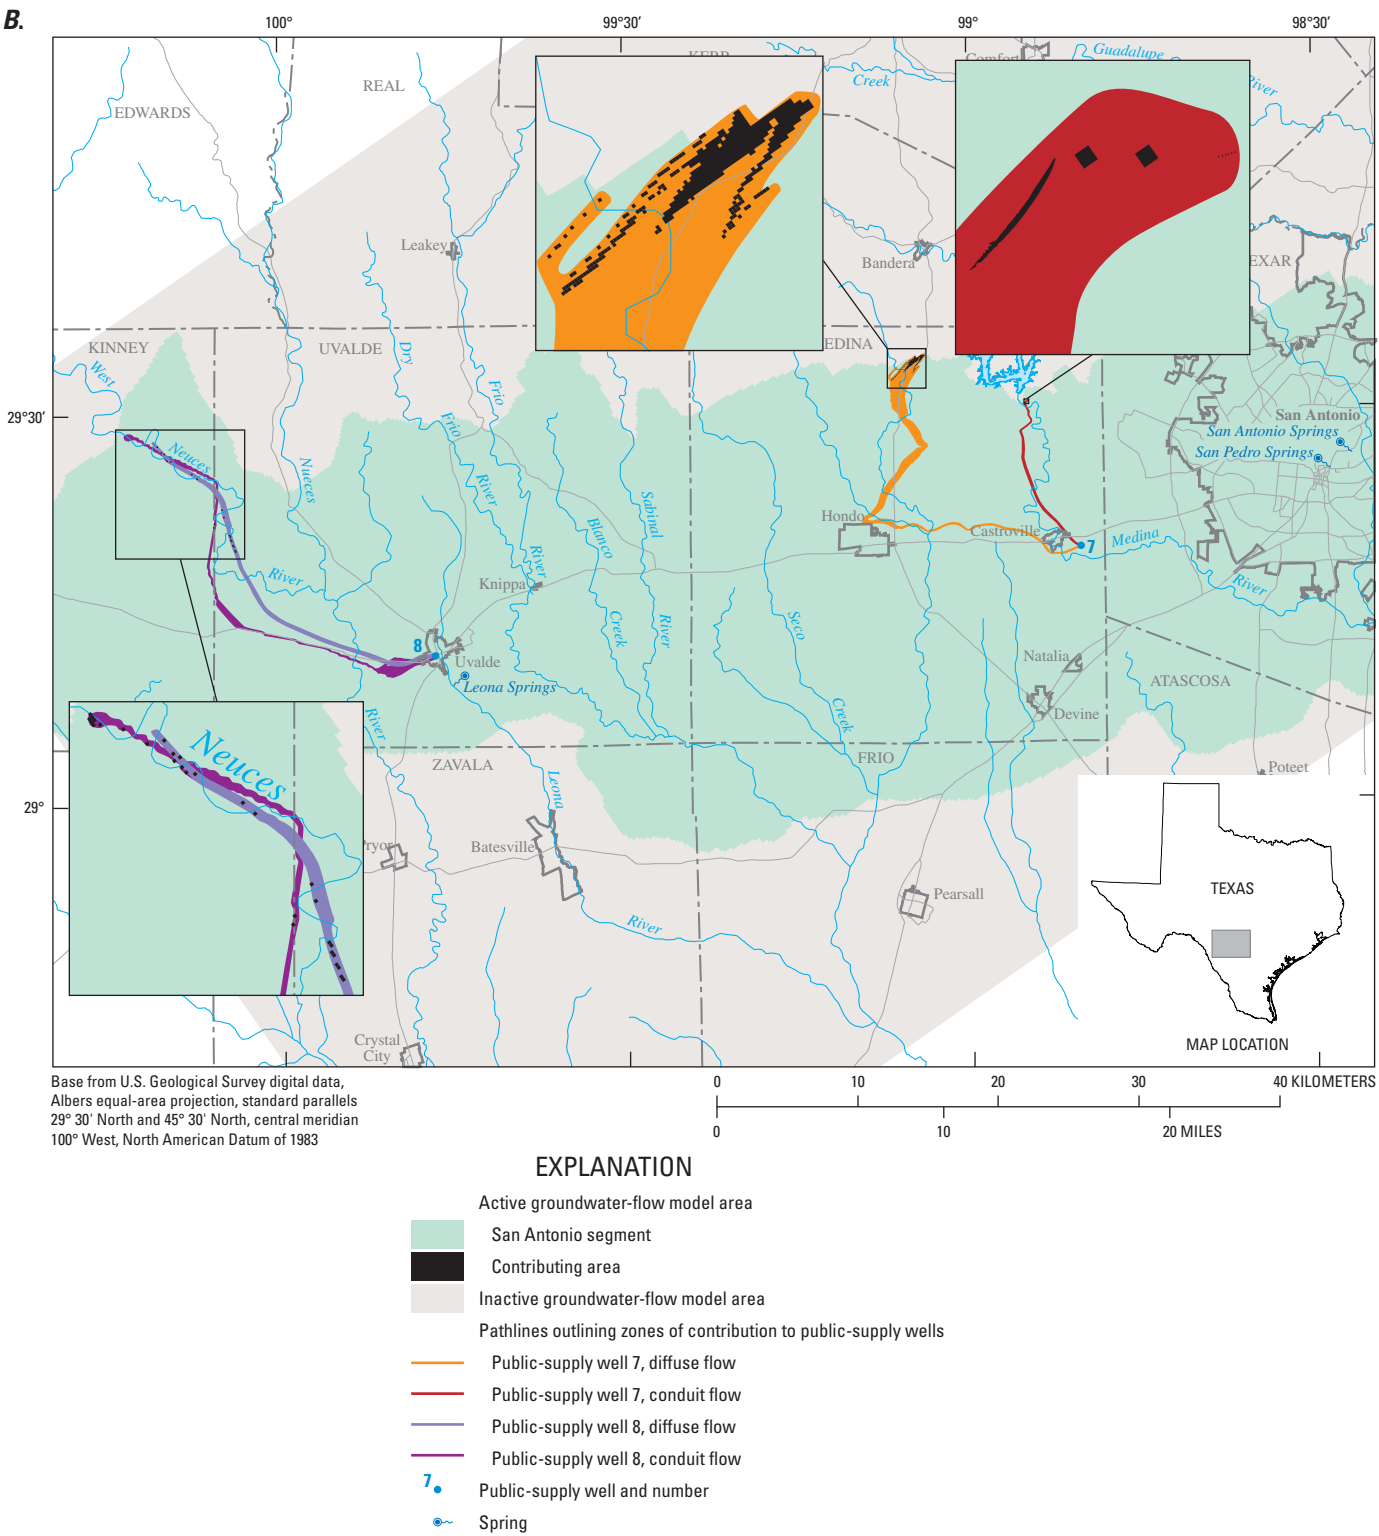 B.
100°
99°30'
99°
98°30'
KERR
Comfort
Guadalupe
River
Creek
REAL
EDWARDS
Leakey
Bandera
BEXAR
KINNEY
UVALDE
MEDINA
West
Dry
Frio
Frio
29°30'
San Antonio
San Antonio Springs
San Pedro Springs
Neuces
Nueces
River
Sabinal
Blanco
Hondo
Castroville
7
Medina
River
River
Knippa
River
Creek
River
Seco
8
Uvalde
Leona Springs
Natalia
ATASCOSA
Devine
Creek
River
Neuces
ZAVALA
FRIO
Poteet
Leona
29°
Pryor
Batesville
Pearsall
TEXAS
River
Crystal
City
MAP LOCATION
Base from U.S. Geological Survey digital data,
Albers equal-area projection, standard parallels
29° 30' North and 45° 30' North, central meridian
100° West, North American Datum of 1983
0 10 20 30 40 KILOMETERS
0 10 20 MILES
EXPLANATION
Active groundwater-flow model area
San Antonio segment
Contributing area
Inactive groundwater-flow model area
Pathlines outlining zones of contribution to public-supply wells
Public-supply well 7, diffuse flow
Public-supply well 7, conduit flow
Public-supply well 8, diffuse flow
Public-supply well 8, conduit flow
7 Public-supply well and number
Spring